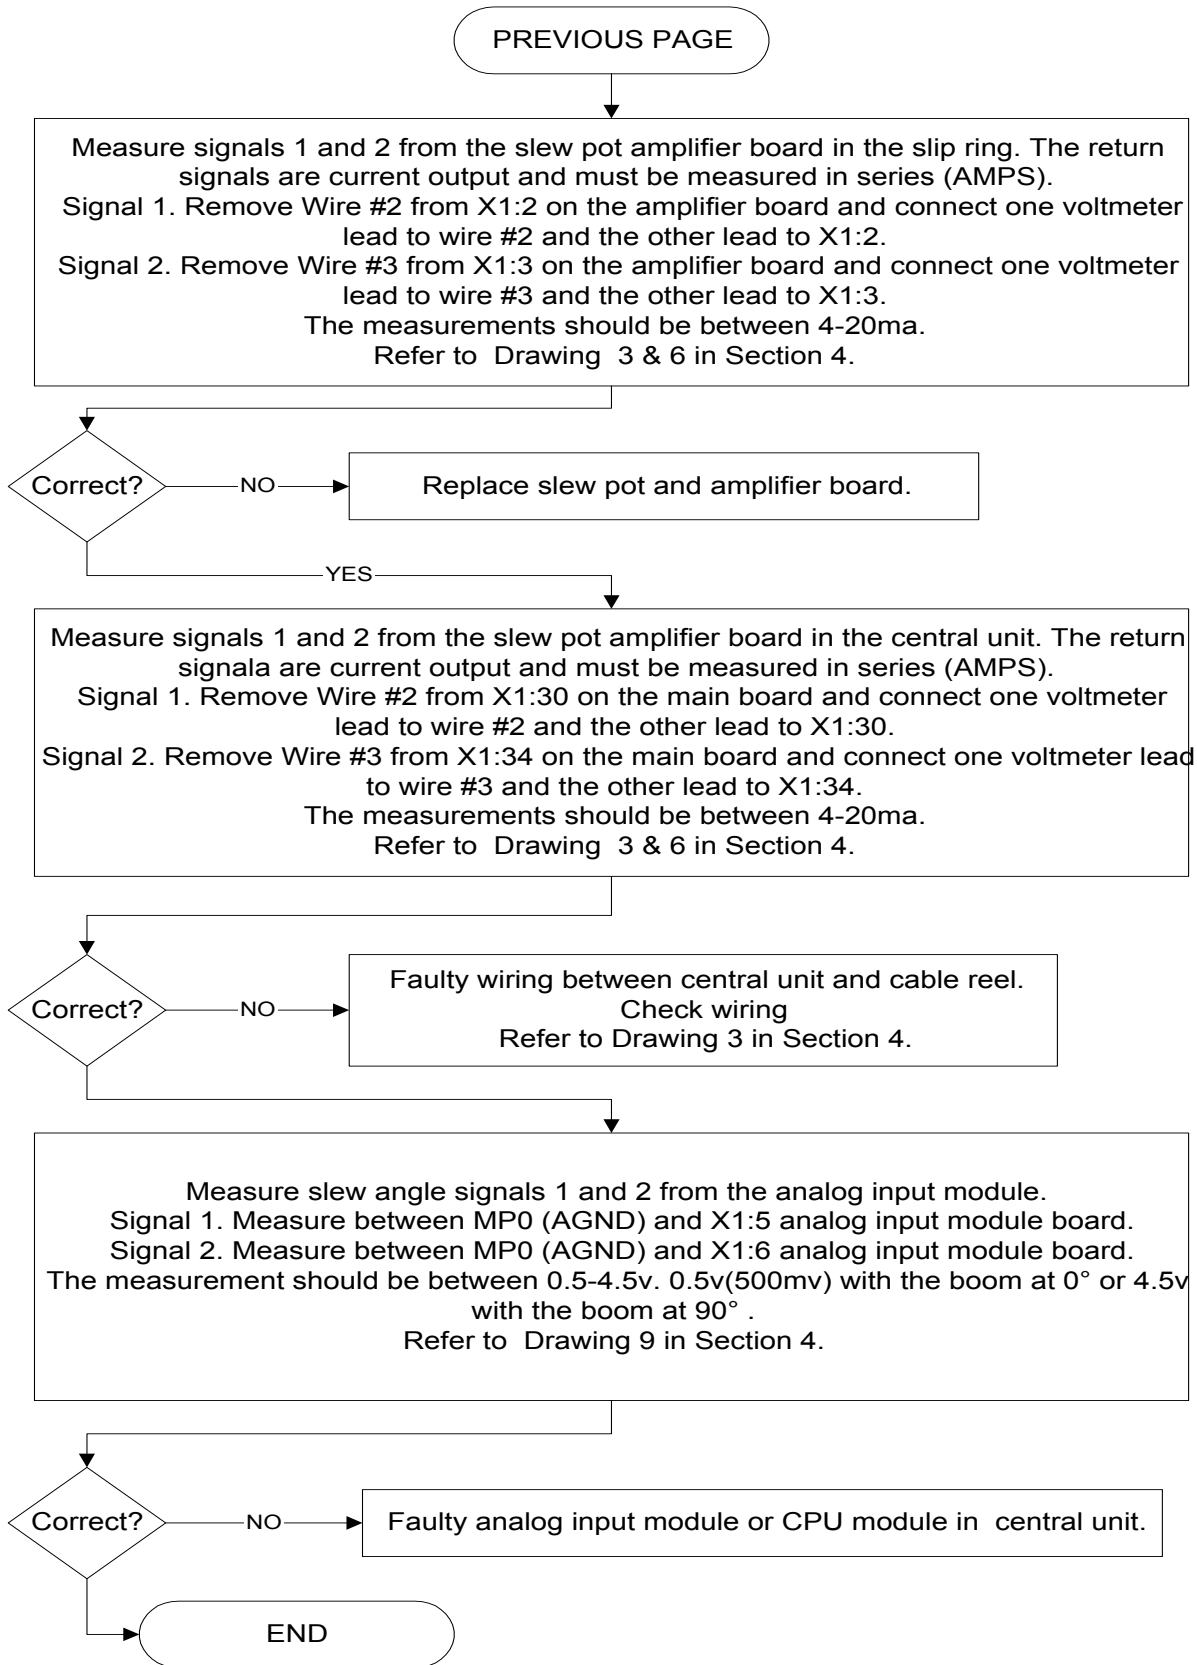 PREVIOUS PAGE
Measure signals 1 and 2 from the slew pot amplifier board in the slip ring. The return
signals are current output and must be measured in series (AMPS).
Signal 1. Remove Wire #2 from X1:2 on the amplifier board and connect one voltmeter
lead to wire #2 and the other lead to X1:2.
Signal 2. Remove Wire #3 from X1:3 on the amplifier board and connect one voltmeter
lead to wire #3 and the other lead to X1:3.
The measurements should be between 4-20ma.
Refer to Drawing 3 & 6 in Section 4.
Correct?
NO
Replace slew pot and amplifier board.
YES
Measure signals 1 and 2 from the slew pot amplifier board in the central unit. The return
signala are current output and must be measured in series (AMPS).
Signal 1. Remove Wire #2 from X1:30 on the main board and connect one voltmeter
lead to wire #2 and the other lead to X1:30.
Signal 2. Remove Wire #3 from X1:34 on the main board and connect one voltmeter lead
to wire #3 and the other lead to X1:34.
The measurements should be between 4-20ma.
Refer to Drawing 3 & 6 in Section 4.
Correct?
NO
Faulty wiring between central unit and cable reel.
Check wiring
Refer to Drawing 3 in Section 4.
Measure slew angle signals 1 and 2 from the analog input module.
Signal 1. Measure between MP0 (AGND) and X1:5 analog input module board.
Signal 2. Measure between MP0 (AGND) and X1:6 analog input module board.
The measurement should be between 0.5-4.5v. 0.5v(500mv) with the boom at 0° or 4.5v
with the boom at 90° .
Refer to Drawing 9 in Section 4.
Correct?
NO
Faulty analog input module or CPU module in central unit.
END